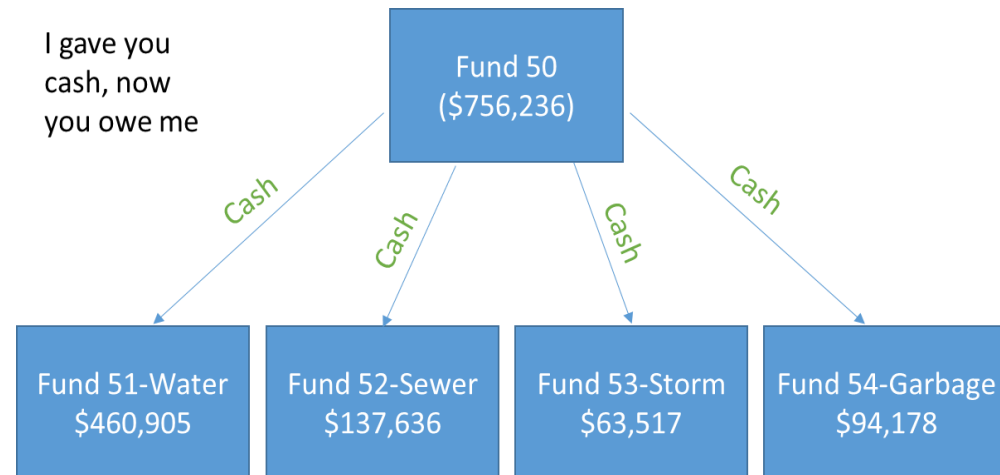 I gave you
cash, now
you owe me
Fund 50
($756,236)
Cash
Cash
Cash
Cash
Fund 51-Water
$460,905
Fund 52-Sewer
$137,636
Fund 53-Storm
$63,517
Fund 54-Garbage
$94,178